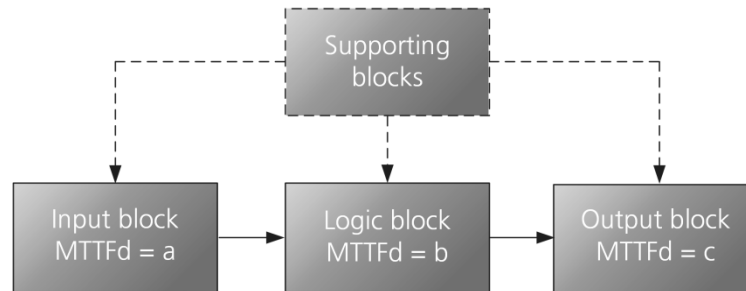 Supporting
blocks
Input block
MTTFd = a
Logic block
MTTFd = b
Output block
MTTFd = c